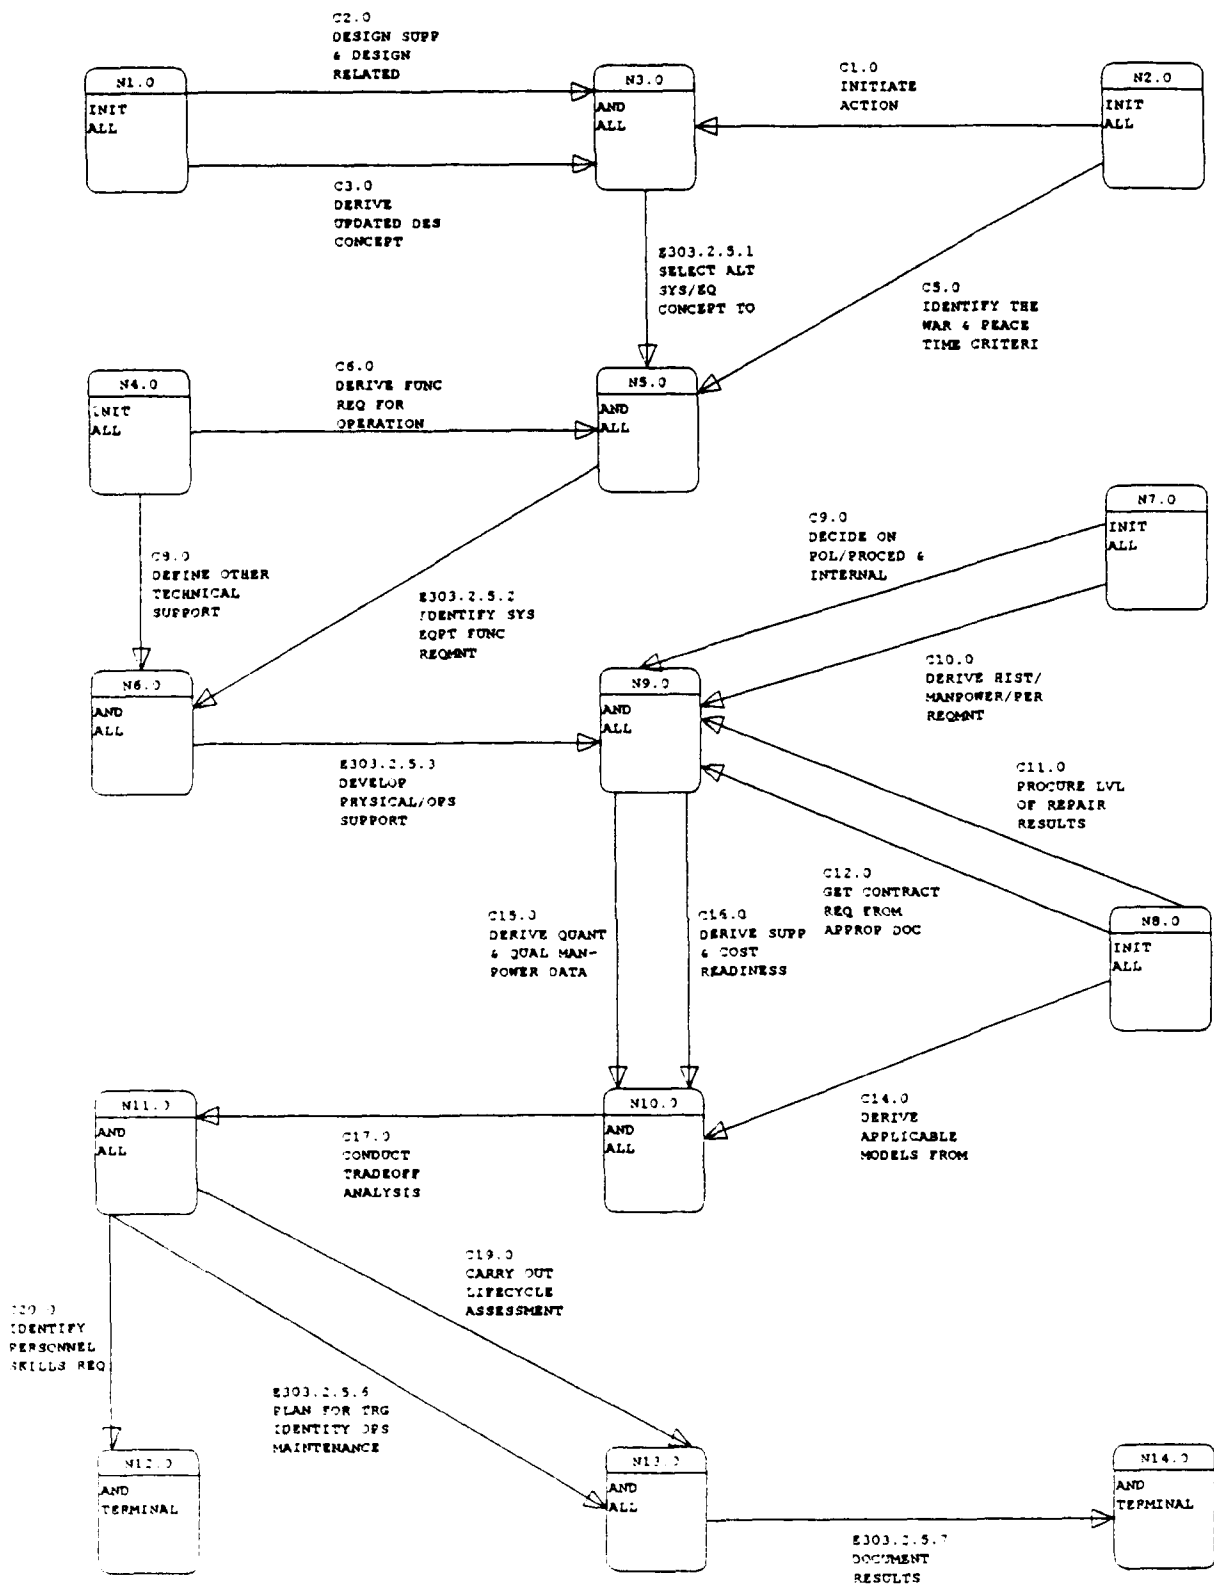 C2.0
DESIGN SUPP
& DESIGN
RELATED
N1.0
INIT
ALL
N3.0
AND
ALL
C1.0
INITIATE
ACTION
N2.0
INIT
ALL
C3.0
DERIVE
UPDATED DES
CONCEPT
E303.2.5.1
SELECT ALT
SYS/EQ
CONCEPT TO
C5.0
IDENTIFY THE
WAR & PEACE
TIME CRITERI
N4.0
INIT
ALL
C6.0
DERIVE FUNC
REQ FOR
OPERATION
N5.0
AND
ALL
N7.0
INIT
ALL
C9.0
DECIDE ON
POL/PROCED &
INTERNAL
DEFINE OTHER
TECHNICAL
SUPPORT
E303.2.5.2
IDENTIFY SYS
EQPT FUNC
REQMNT
N6.0
AND
ALL
N9.0
AND
ALL
C10.0
DERIVE HIST/
MANPOWER/PER
REQMNT
E303.2.5.3
DEVELOP
PHYSICAL/OPS
SUPPORT
C11.0
PROCURE LVL
OF REPAIR
RESULTS
C12.0
GET CONTRACT
REQ FROM
APPROP DOC
N8.0
INIT
ALL
C15.0
DERIVE QUANT
& QUAL MAN-
POWER DATA
C16.0
DERIVE SUPP
& COST
READINESS
N11.0
AND
ALL
N10.0
AND
ALL
C14.0
DERIVE
APPLICABLE
MODELS FROM
C17.0
CONDUCT
TRADEOFF
ANALYSIS
C19.0
CARRY OUT
LIFECYCLE
ASSESSMENT
C20.0
IDENTIFY
PERSONNEL
SKILLS REQ
E303.2.5.6
PLAN FOR TRG
IDENTITY OPS
MAINTENANCE
N12.0
AND
TERMINAL
N13.0
AND
ALL
N14.0
AND
TERMINAL
E303.2.5.7
DOCUMENT
RESULTS